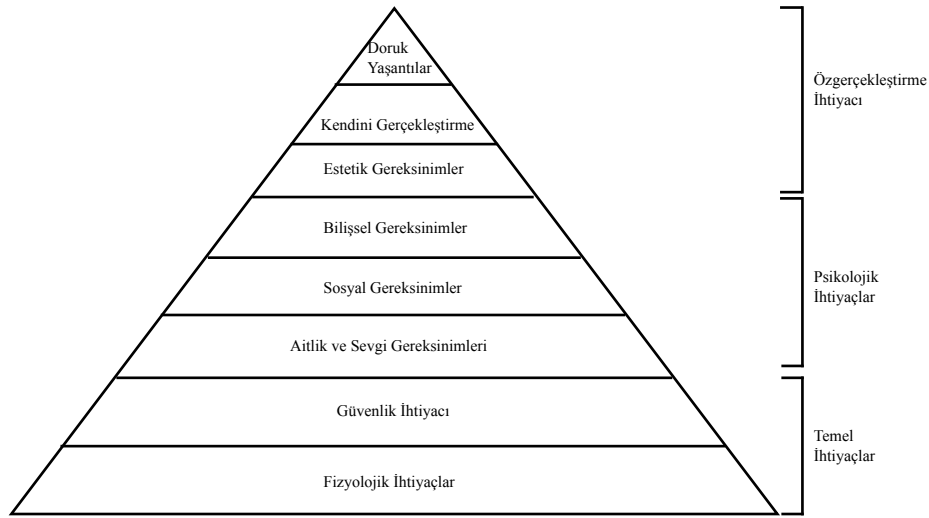 Doruk
Yaşantılar
Kendini Gerçekleştirme
Estetik Gereksinimler
Bilişsel Gereksinimler
Sosyal Gereksinimler
Aitlik ve Sevgi Gereksinimleri
Güvenlik İhtiyacı
Fizyolojik İhtiyaçlar
Özgerçekleştirme
İhtiyacı
Psikolojik
İhtiyaçlar
Temel
İhtiyaçlar